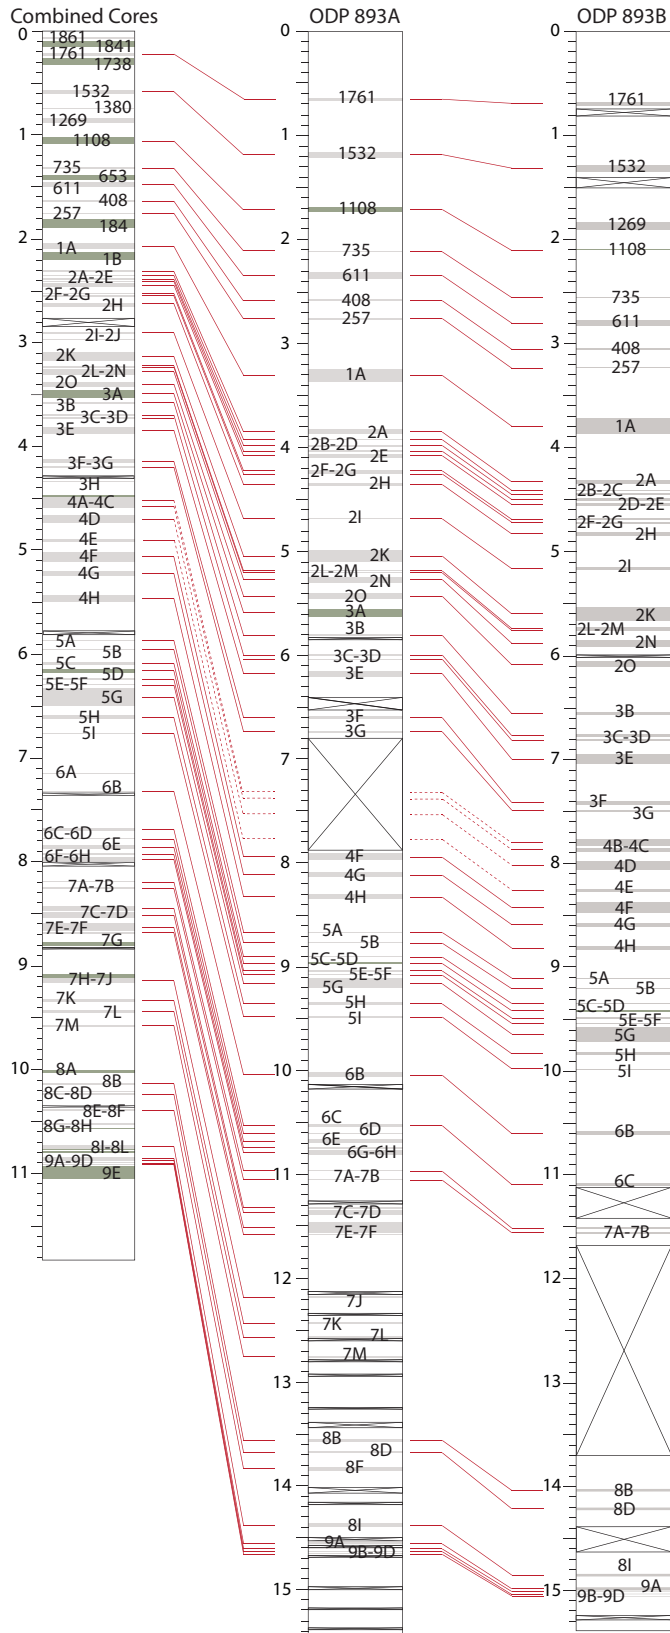 Combined Cores
0
1861
1841
1761
1738
1532
1380
1
1269
1108
735
653
611
408
257
184
2
1A
1B
2A-2E
2F-2G
2H
3
2I-2J
2K
2L-2N
2O
3A
3B
3C-3D
3E
4
3F-3G
3H
4A-4C
4D
4E
5
4F
4G
4H
5A
5B
6
5C
5D
5E-5F
5G
5H
5I
7
6A
6B
6C-6D
6E
8
6F-6H
7A-7B
7C-7D
7E-7F
7G
9
7H-7J
7K
7L
7M
10
8A
8B
8C-8D
8E-8F
8G-8H
8I-8L
9A-9D
11
9E
ODP 893A
0
1761
1
1532
1108
2
735
611
408
257
3
1A
2A
4
2B-2D
2E
2F-2G
2H
2I
5
2K
2L-2M
2N
2O
3A
3B
6
3C-3D
3E
3F
3G
7
4F
8
4G
4H
5A
5B
5C-5D
9
5E-5F
5G
5H
5I
10
6B
6C
6D
6E
6G-6H
11
7A-7B
7C-7D
7E-7F
12
7J
7K
7L
7M
13
8B
8D
8F
14
8I
9A
9B-9D
15
ODP 893B
0
1761
1
1532
1269
2
1108
735
611
408
257
3
1A
4
2A
2B-2C
2D-2E
2F-2G
2H
5
2I
2K
2L-2M
2N
6
2O
3B
3C-3D
3E
7
3F
3G
4B-4C
8
4D
4E
4F
4G
4H
9
5A
5B
5C-5D
5E-5F
5G
5H
5I
10
6B
11
6C
7A-7B
12
13
14
8B
8D
8I
9A
15
9B-9D